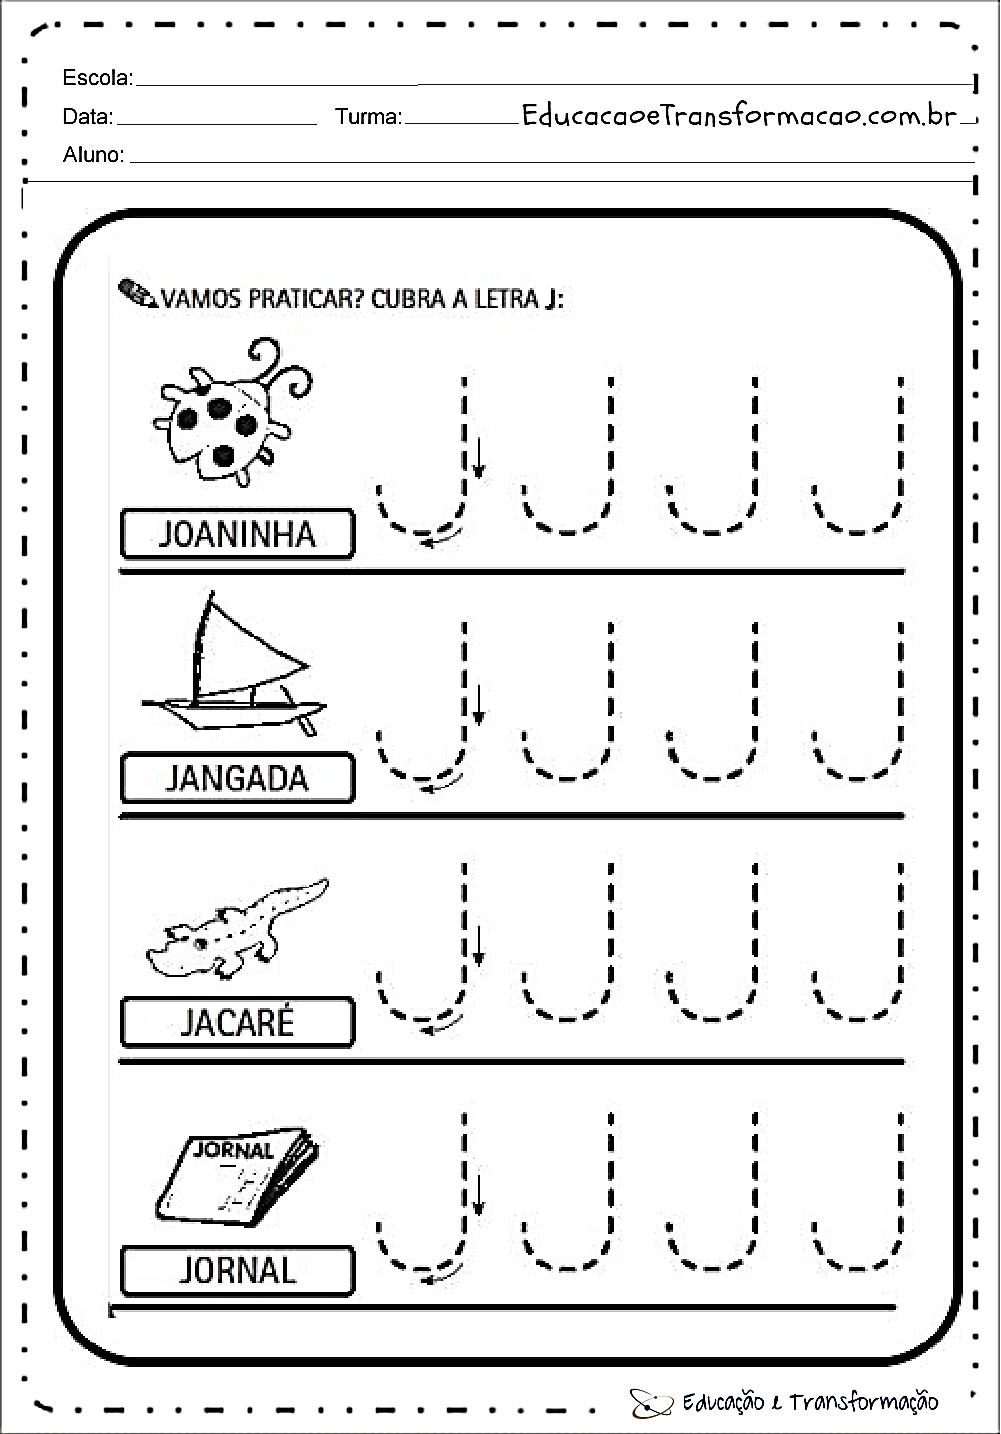 Escola:
Data: Turma: EducacaoeTransformacao.com.br
Aluno:
VAMOS PRATICAR? CUBRA A LETRA J:
JOANINHA
JANGADA
JACARÉ
JORNAL
JORNAL
Educação e Transformação